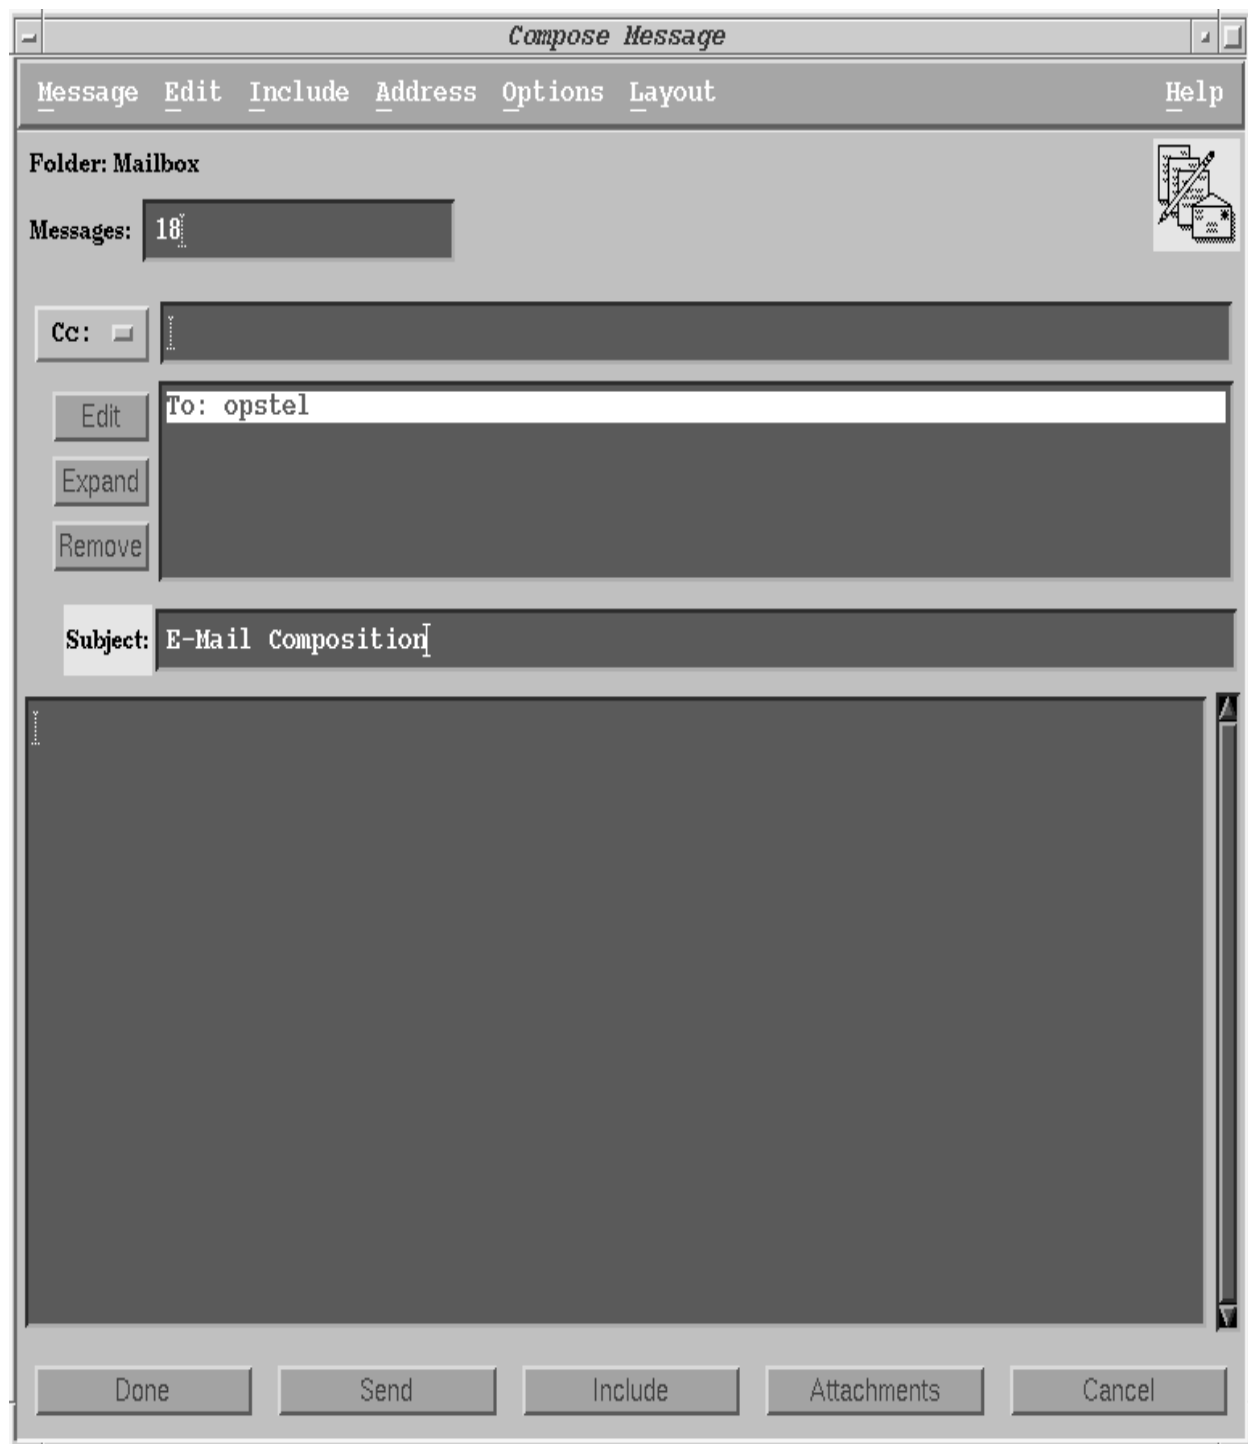 Compose Message
Message Edit Include Address Options Layout Help
Folder: Mailbox
Messages: 18
Cc:
Edit
To: opstel
Expand
Remove
Subject: E-Mail Composition
Done Send Include Attachments Cancel